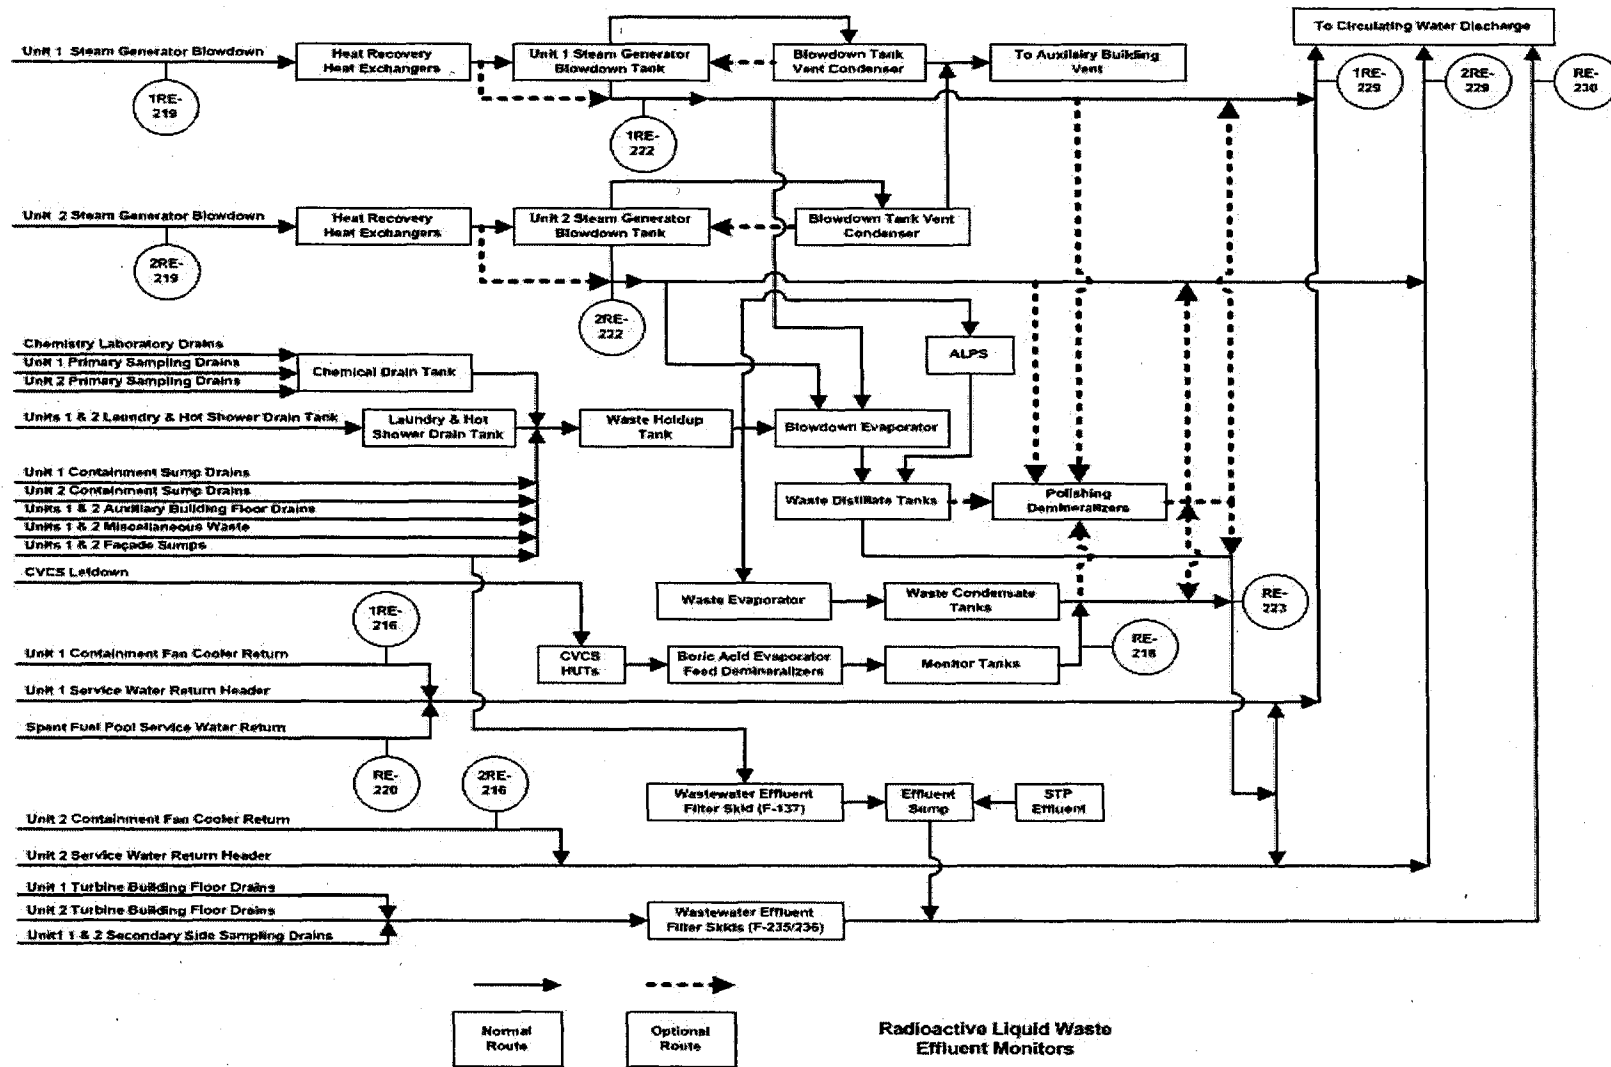 To Circulating Water Discharge
Unit 1 Steam Generator Blowdown
Heat Recovery
Heat Exchangers
Unit 1 Steam Generator
Blowdown Tank
Blowdown Tank
Vent Condenser
To Auxiliary Building
Vent
1RE-
219
1RE-
222
1RE-
229
2RE-
229
RE-
230
Unit 2 Steam Generator Blowdown
Heat Recovery
Heat Exchangers
Unit 2 Steam Generator
Blowdown Tank
Blowdown Tank Vent
Condenser
2RE-
219
2RE-
222
Chemistry Laboratory Drains
Unit 1 Primary Sampling Drains
Unit 2 Primary Sampling Drains
Chemical Drain Tank
ALPS
Units 1 & 2 Laundry & Hot Shower Drain Tank
Laundry & Hot
Shower Drain Tank
Waste Holdup
Tank
Blowdown Evaporator
Unit 1 Containment Sump Drains
Unit 2 Containment Sump Drains
Units 1 & 2 Auxiliary Building Floor Drains
Units 1 & 2 Miscellaneous Waste
Units 1 & 2 Façade Sumps
Waste Distillate Tanks
Polishing
Demineralizers
CVCS Letdown
Waste Evaporator
Waste Condensate
Tanks
RE-
223
1RE-
216
RE-
218
Unit 1 Containment Fan Cooler Return
CVCS
HUTs
Boric Acid Evaporator
Feed Demineralizers
Monitor Tanks
Unit 1 Service Water Return Header
Spent Fuel Pool Service Water Return
RE-
220
2RE-
216
Wastewater Effluent
Filter Skid (F-137)
Effluent
Sump
STP
Effluent
Unit 2 Containment Fan Cooler Return
Unit 2 Service Water Return Header
Unit 1 Turbine Building Floor Drains
Unit 2 Turbine Building Floor Drains
Unit1 1 & 2 Secondary Side Sampling Drains
Wastewater Effluent
Filter Skids (F-235/236)
Normal
Route
Optional
Route
Radioactive Liquid Waste
Effluent Monitors